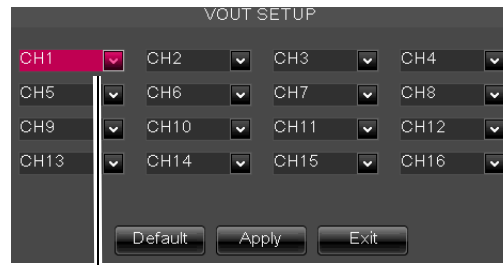 VOUT SETUP
CH1 CH2 CH3 CH4
CH5 CH6 CH7 CH8
CH9 CH10 CH11 CH12
CH13 CH14 CH15 CH16
Default Apply Exit